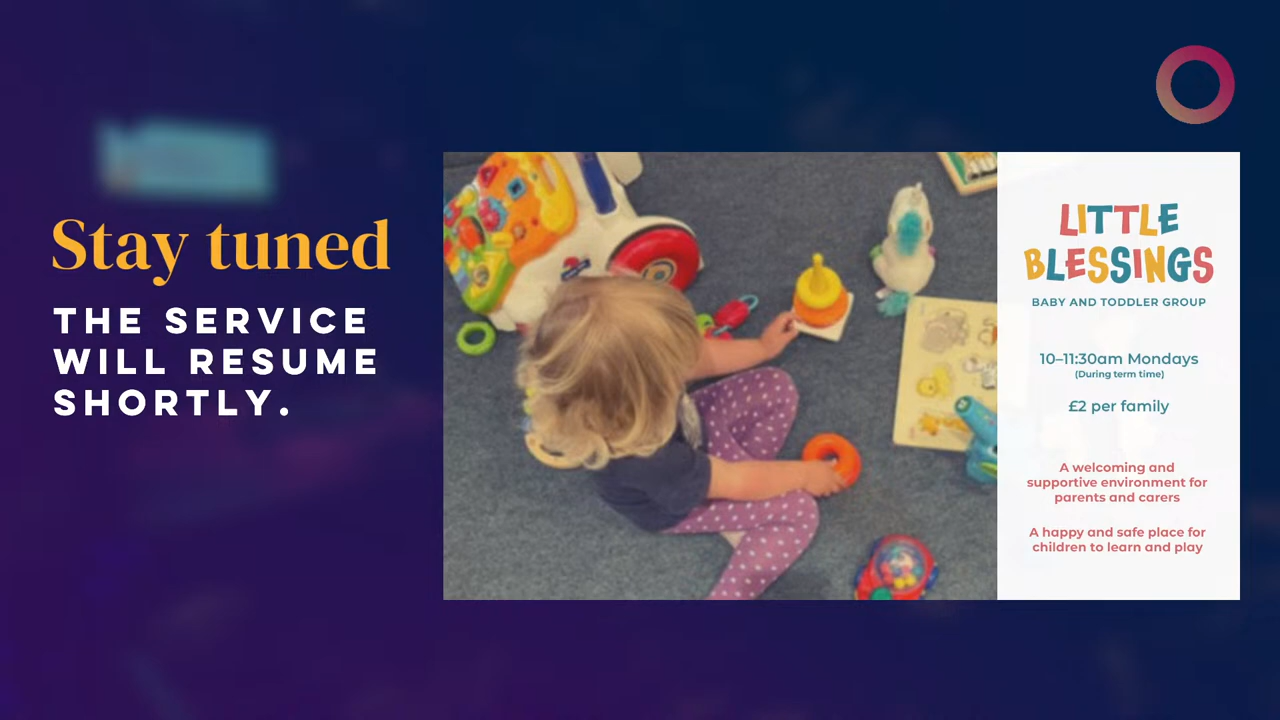 Stay tuned
THE SERVICE
WILL RESUME
SHORTLY.
LITTLE
BLESSINGS
BABY AND TODDLER GROUP
10–11:30am Mondays
(During term time)
£2 per family
A welcoming and
supportive environment for
parents and carers
A happy and safe place for
children to learn and play